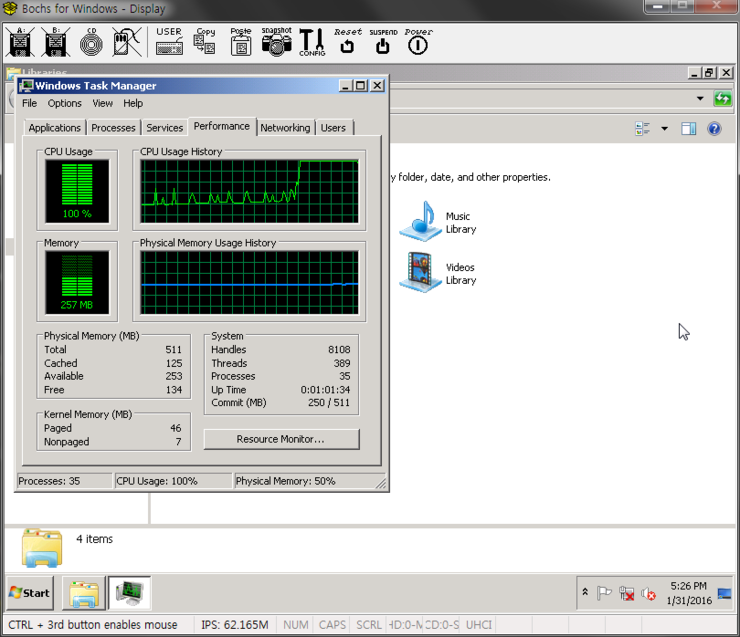 Bochs for Windows - Display
A:
B:
CD
USER
Copy
Paste
snapshot
CONFIG
Reset
SUSPEND
Power
Libraries
Windows Task Manager
File Options View Help
Applications Processes Services Performance Networking Users
CPU Usage
CPU Usage History
100 %
Memory
Physical Memory Usage History
257 MB
Physical Memory (MB)
Total 511
Cached 125
Available 253
Free 134
Kernel Memory (MB)
Paged 46
Nonpaged 7
System
Handles 8108
Threads 389
Processes 35
Up Time 0:01:01:34
Commit (MB) 250 / 511
Resource Monitor...
Processes: 35 CPU Usage: 100% Physical Memory: 50%
y folder, date, and other properties.
Music
Library
Videos
Library
4 items
Start
5:26 PM
1/31/2016
CTRL + 3rd button enables mouse IPS: 62.165M NUM CAPS SCRL HD:0-M CD:0-S UHCI